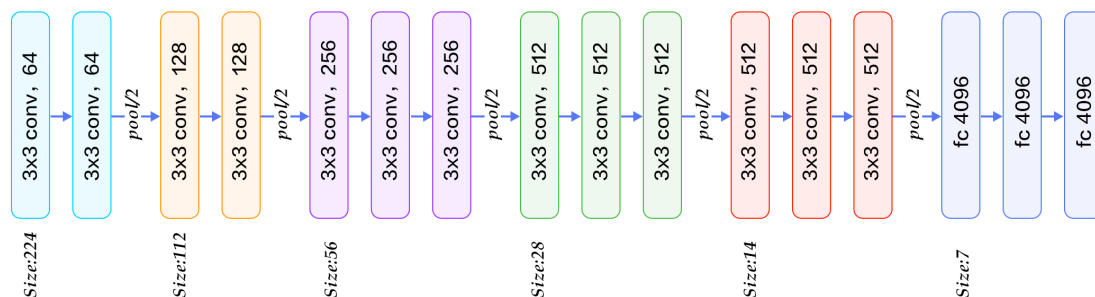 3x3 conv, 64
3x3 conv, 64
pool/2
3x3 conv, 128
3x3 conv, 128
pool/2
3x3 conv, 256
3x3 conv, 256
3x3 conv, 256
pool/2
3x3 conv, 512
3x3 conv, 512
3x3 conv, 512
pool/2
3x3 conv, 512
3x3 conv, 512
3x3 conv, 512
pool/2
fc 4096
fc 4096
fc 4096
Size:224
Size:112
Size:56
Size:28
Size:14
Size:7